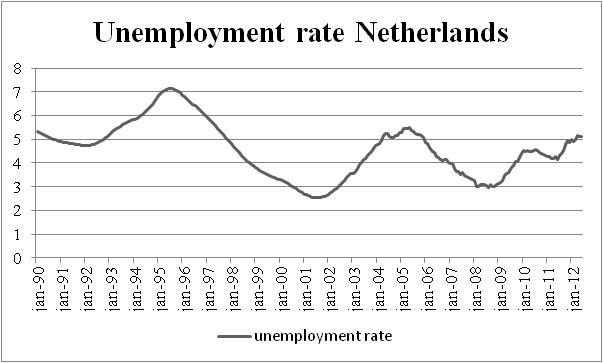 Unemployment rate Netherlands
8
7
6
5
4
3
2
1
0
jan-90
jan-91
jan-92
jan-93
jan-94
jan-95
jan-96
jan-97
jan-98
jan-99
jan-00
jan-01
jan-02
jan-03
jan-04
jan-05
jan-06
jan-07
jan-08
jan-09
jan-10
jan-11
jan-12
unemployment rate